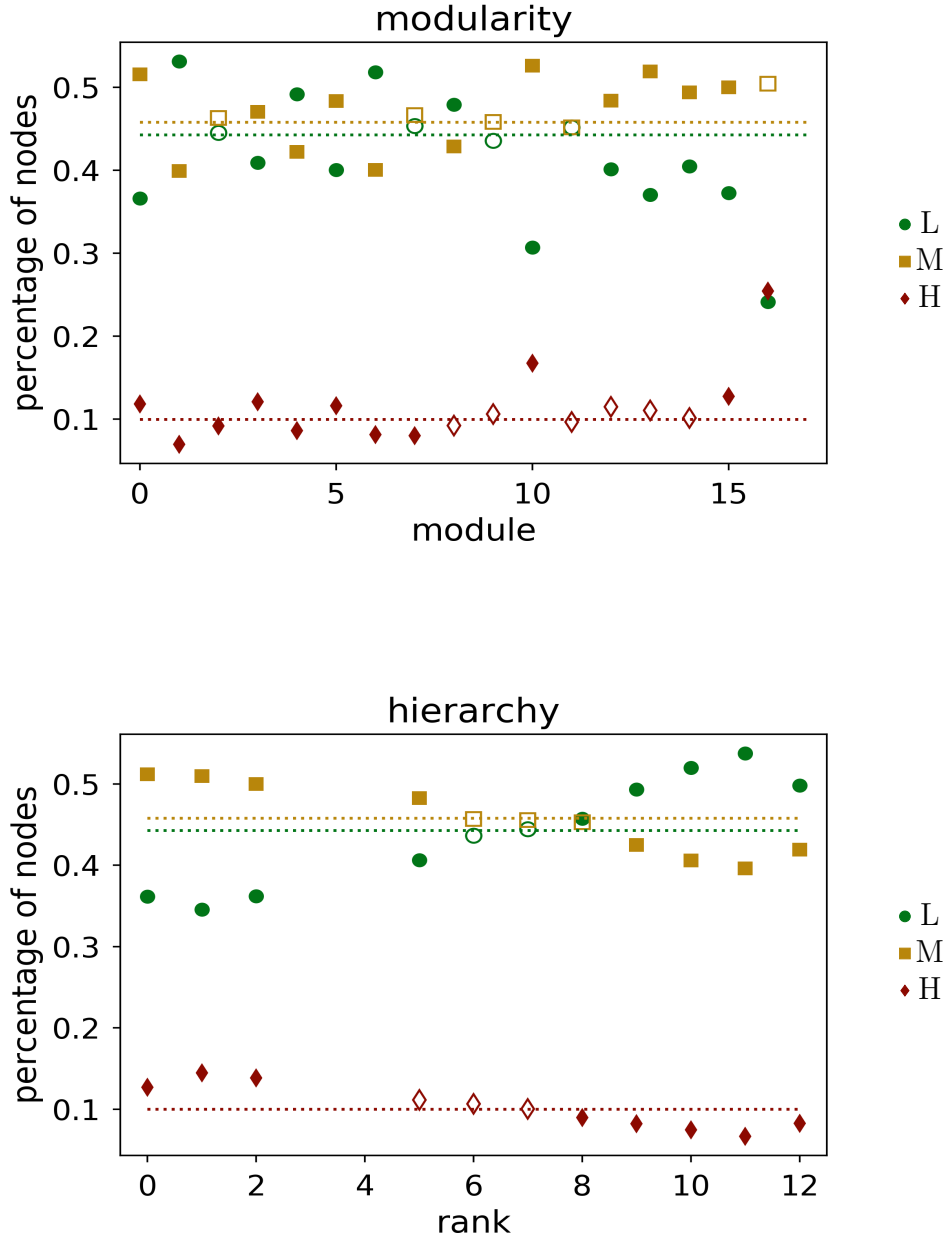 modularity
percentage of nodes
0.5
0.4
0.3
0.2
0.1
0 5 10 15
module
L
M
H
hierarchy
percentage of nodes
0.5
0.4
0.3
0.2
0.1
0 2 4 6 8 10 12
rank
L
M
H